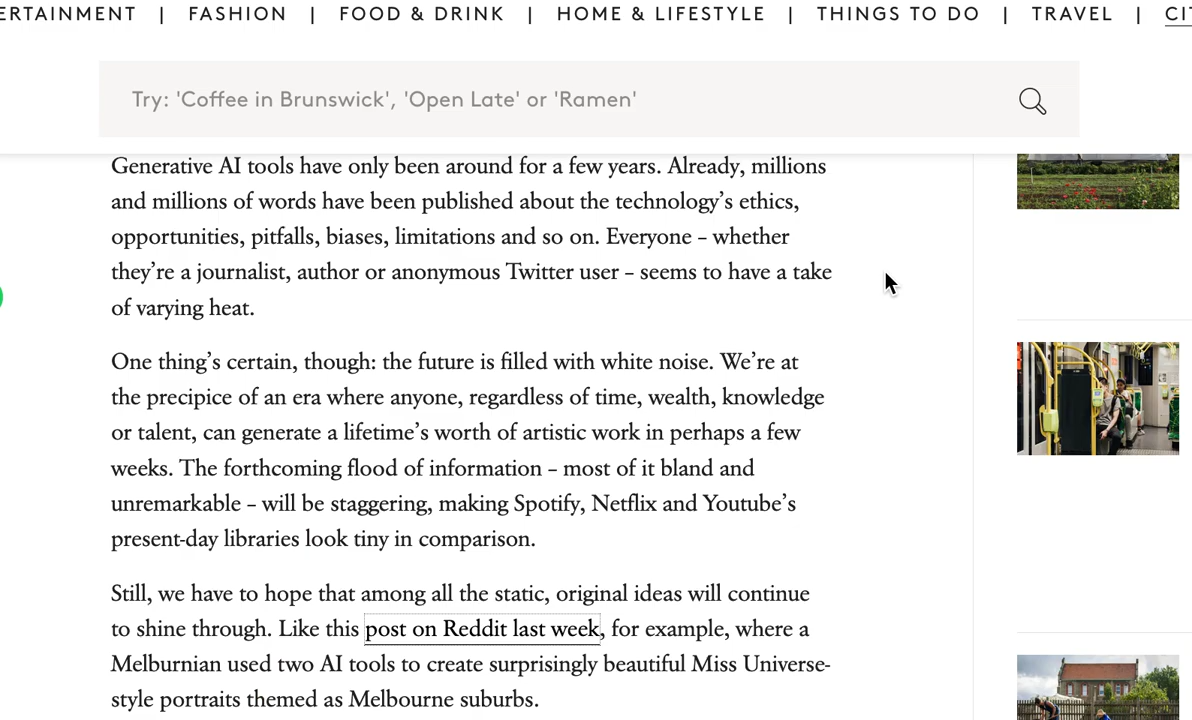 ERTAINMENT | FASHION | FOOD & DRINK | HOME & LIFESTYLE | THINGS TO DO | TRAVEL | CIT
Try: 'Coffee in Brunswick', 'Open Late' or 'Ramen'
Generative AI tools have only been around for a few years. Already, millions
and millions of words have been published about the technology’s ethics,
opportunities, pitfalls, biases, limitations and so on. Everyone – whether
they’re a journalist, author or anonymous Twitter user – seems to have a take
of varying heat.
One thing’s certain, though: the future is filled with white noise. We’re at
the precipice of an era where anyone, regardless of time, wealth, knowledge
or talent, can generate a lifetime’s worth of artistic work in perhaps a few
weeks. The forthcoming flood of information – most of it bland and
unremarkable – will be staggering, making Spotify, Netflix and Youtube’s
present-day libraries look tiny in comparison.
Still, we have to hope that among all the static, original ideas will continue
to shine through. Like this post on Reddit last week, for example, where a
Melburnian used two AI tools to create surprisingly beautiful Miss Universe-
style portraits themed as Melbourne suburbs.